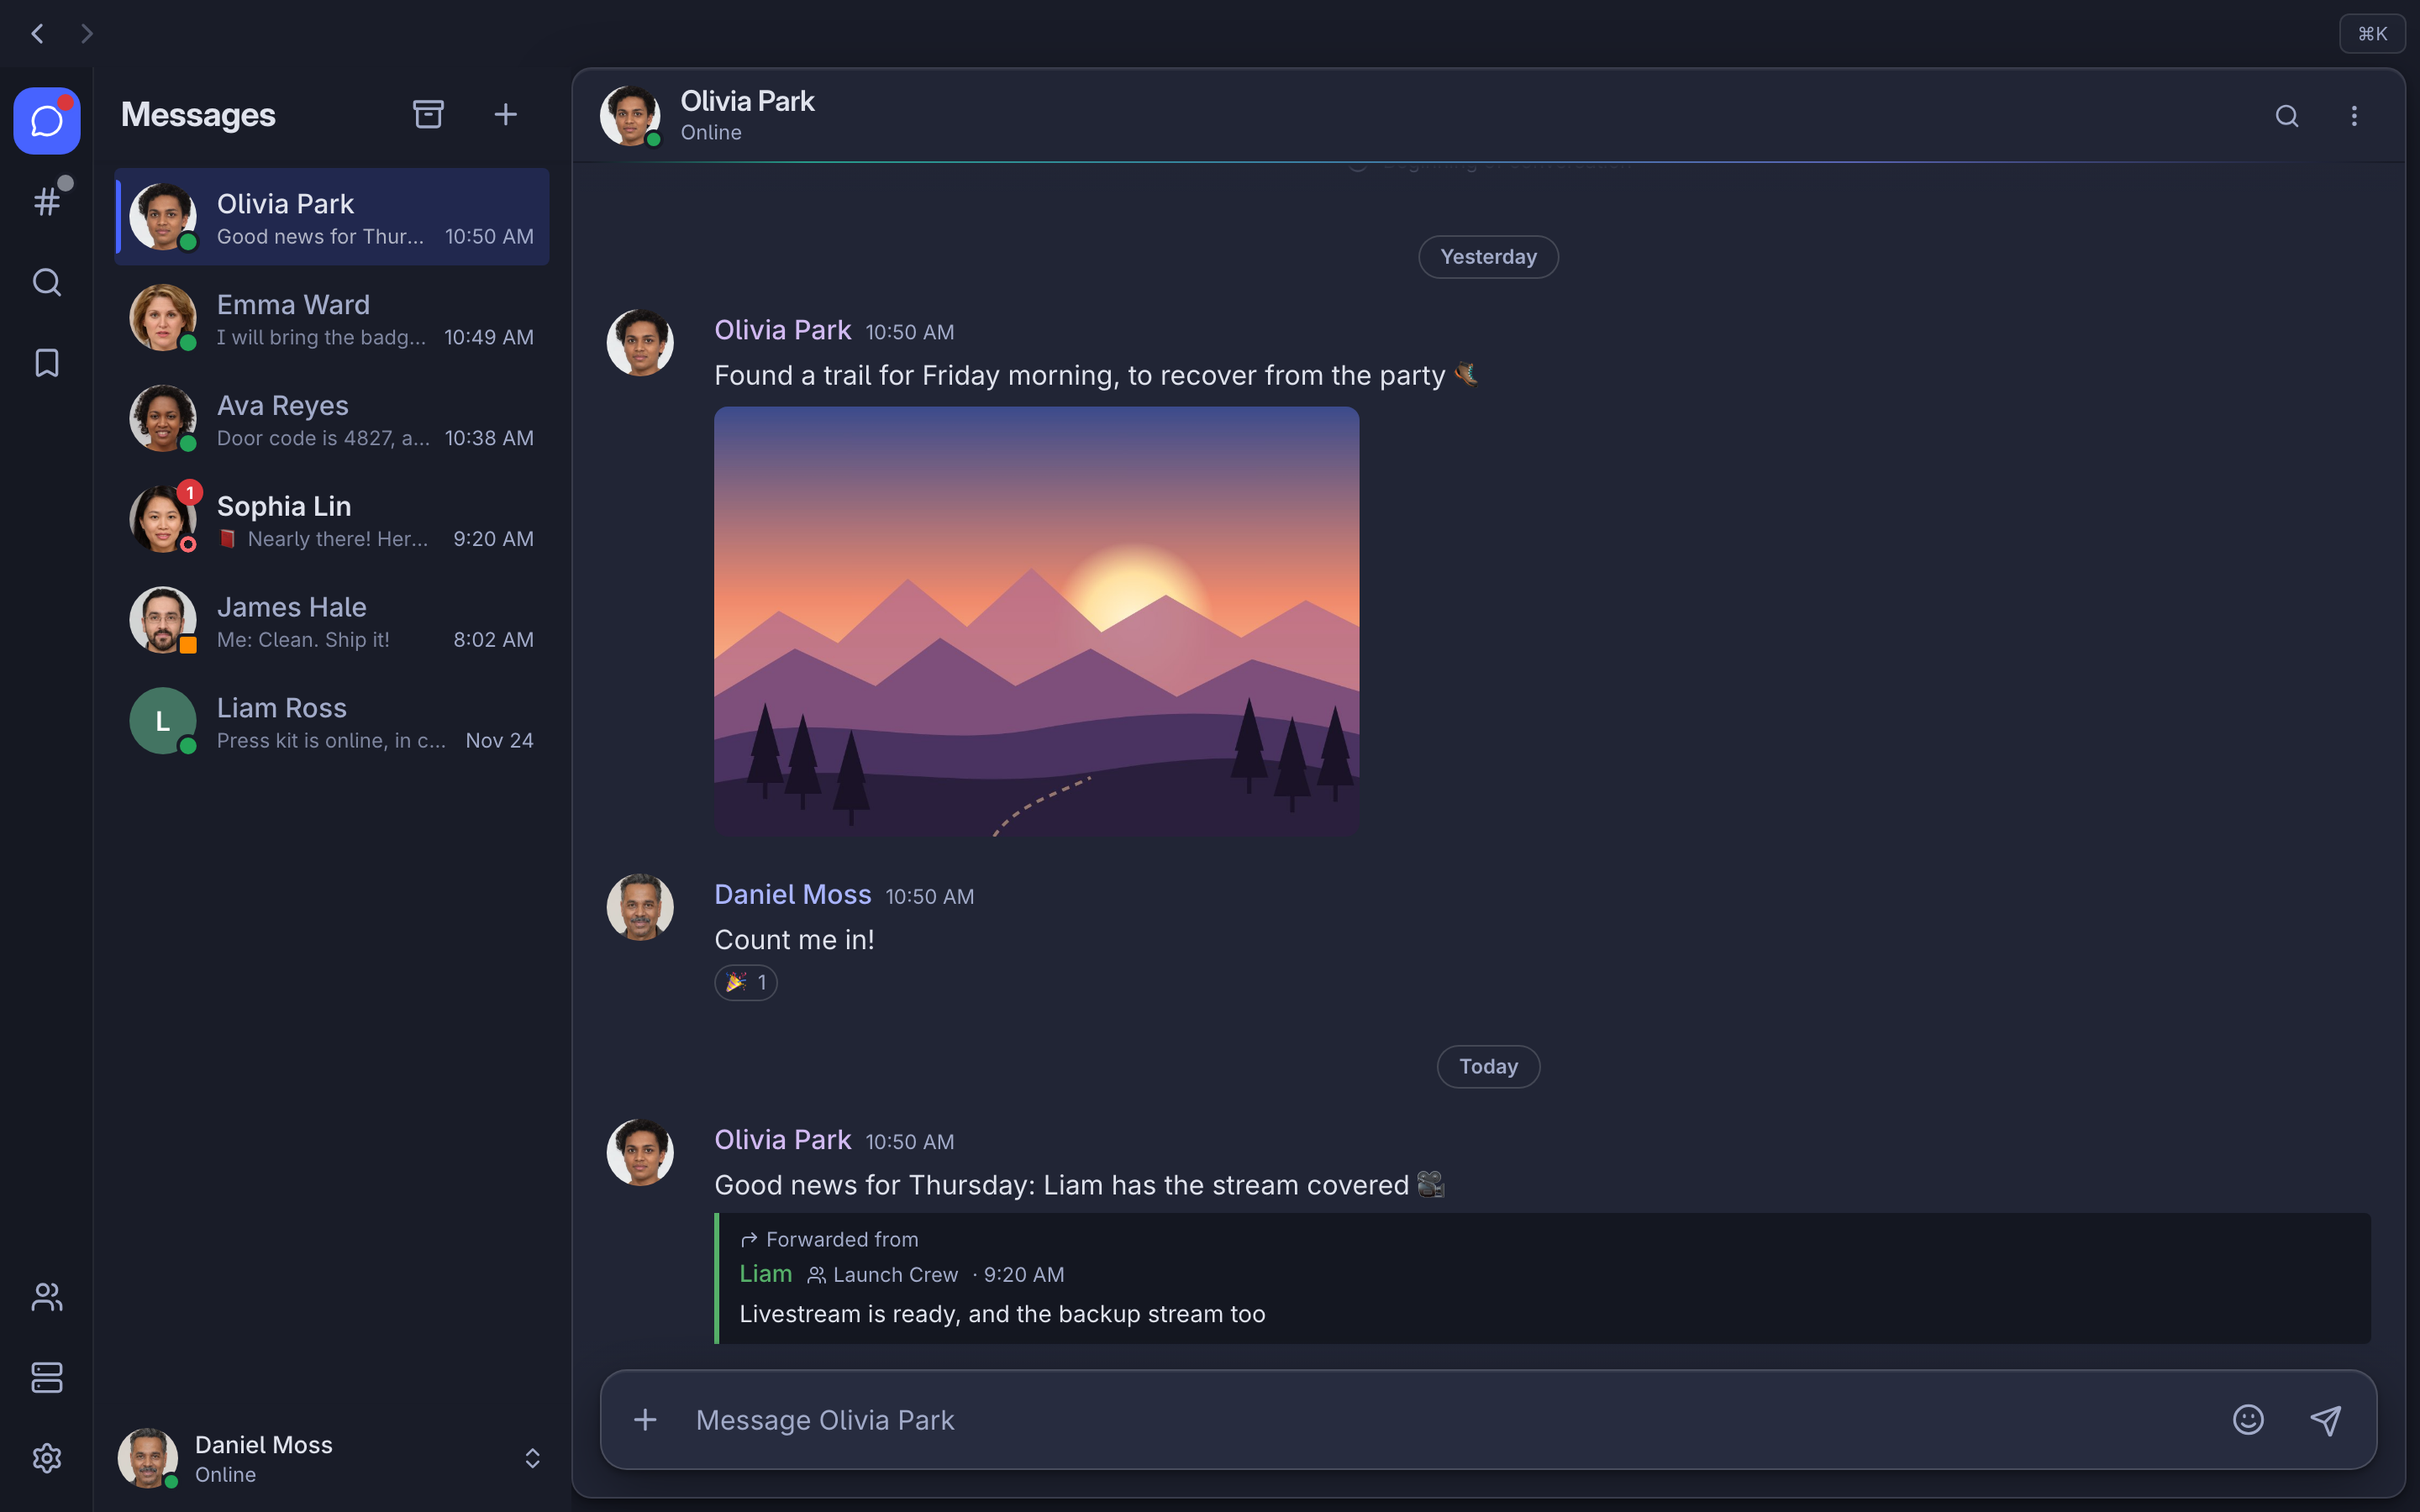 ⌘K
Messages
Olivia Park
Good news for Thur... 10:50 AM
Emma Ward
I will bring the badg... 10:49 AM
Ava Reyes
Door code is 4827, a... 10:38 AM
1
Sophia Lin
Nearly there! Her... 9:20 AM
James Hale
Me: Clean. Ship it! 8:02 AM
L
Liam Ross
Press kit is online, in c... Nov 24
Daniel Moss
Online
Olivia Park
Online
Yesterday
Olivia Park 10:50 AM
Found a trail for Friday morning, to recover from the party
Daniel Moss 10:50 AM
Count me in!
1
Today
Olivia Park 10:50 AM
Good news for Thursday: Liam has the stream covered
Forwarded from
Liam Launch Crew · 9:20 AM
Livestream is ready, and the backup stream too
Message Olivia Park